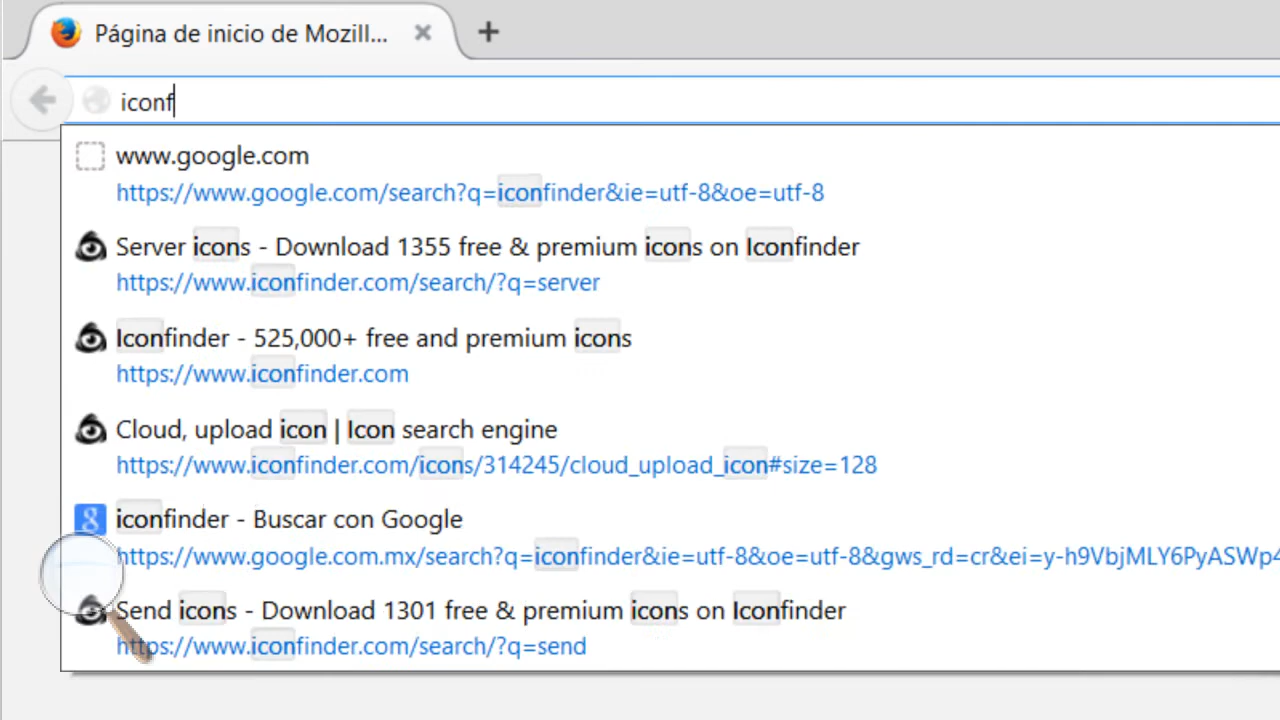 Página de inicio de Mozill...
iconf
www.google.com
https://www.google.com/search?q=iconfinder&ie=utf-8&oe=utf-8
Server icons - Download 1355 free & premium icons on Iconfinder
https://www.iconfinder.com/search/?q=server
Iconfinder - 525,000+ free and premium icons
https://www.iconfinder.com
Cloud, upload icon | Icon search engine
https://www.iconfinder.com/icons/314245/cloud_upload_icon#size=128
iconfinder - Buscar con Google
https://www.google.com.mx/search?q=iconfinder&ie=utf-8&oe=utf-8&gws_rd=cr&ei=y-h9VbjMLY6PyASWp4
Send icons - Download 1301 free & premium icons on Iconfinder
https://www.iconfinder.com/search/?q=send